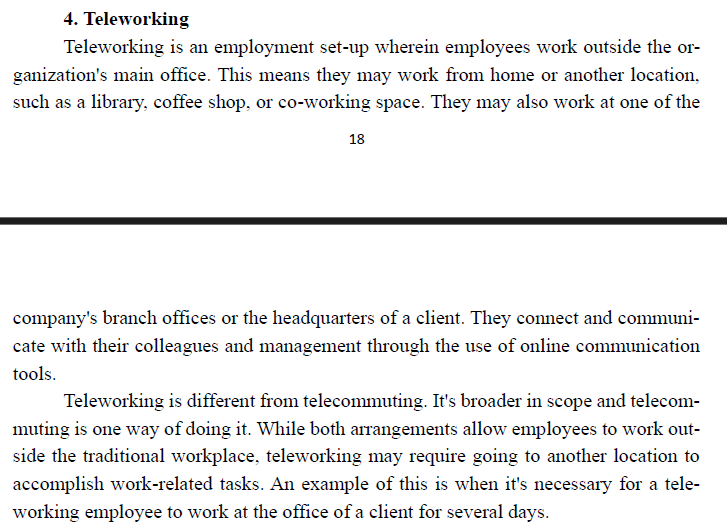 4. Teleworking
Teleworking is an employment set-up wherein employees work outside the or-
ganization's main office. This means they may work from home or another location,
such as a library, coffee shop, or co-working space. They may also work at one of the
18
company's branch offices or the headquarters of a client. They connect and communi-
cate with their colleagues and management through the use of online communication
tools.
Teleworking is different from telecommuting. It's broader in scope and telecom-
muting is one way of doing it. While both arrangements allow employees to work out-
side the traditional workplace, teleworking may require going to another location to
accomplish work-related tasks. An example of this is when it's necessary for a tele-
working employee to work at the office of a client for several days.